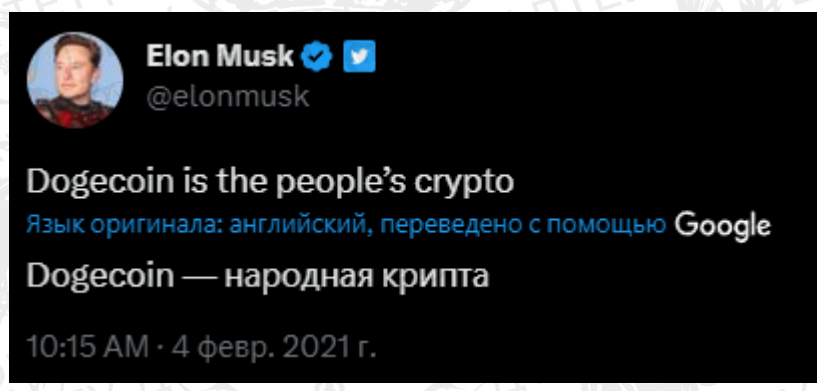 Elon Musk
@elonmusk
Dogecoin is the people’s crypto
Язык оригинала: английский, переведено с помощью Google
Dogecoin — народная крипта
10:15 AM · 4 февр. 2021 г.